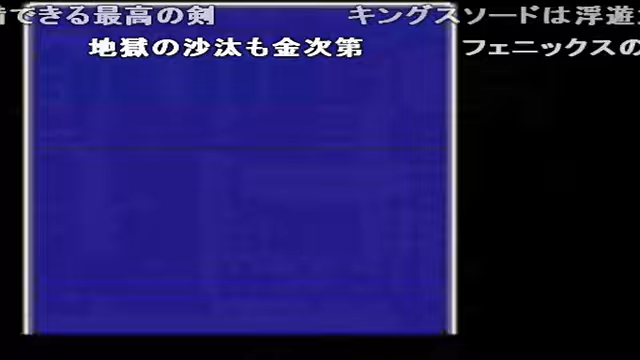 できる最高の剣 キングスソードは浮遊
地獄の沙汰も金次第 フェニックスの